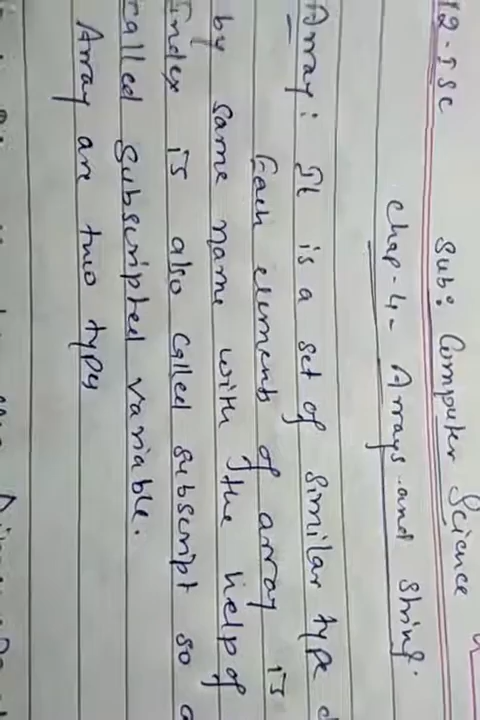 12-ISC Sub: Computer Science
Chap-4- Arrays and String.
Array: It is a set of similar type
Each element of array is
by same name with the help of
Index is also called subscript so
called Subscripted variable.
Array are two types